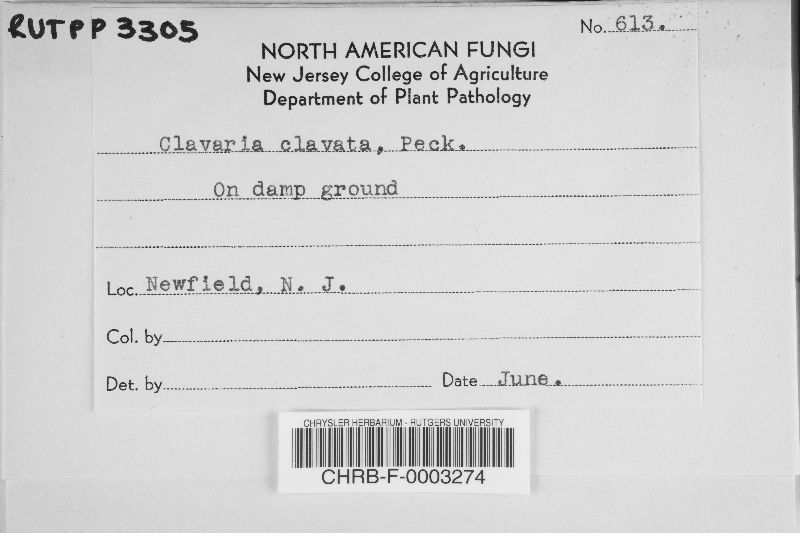 RUTPP 3305
No. 613.
NORTH AMERICAN FUNGI
New Jersey College of Agriculture
Department of Plant Pathology
Clavaria clavata, Peck.
On damp ground
Loc. Newfield, N. J.
Col. by
Det. by Date June.
CHRYSLER HERBARIUM - RUTGERS UNIVERSITY
CHRB-F-0003274